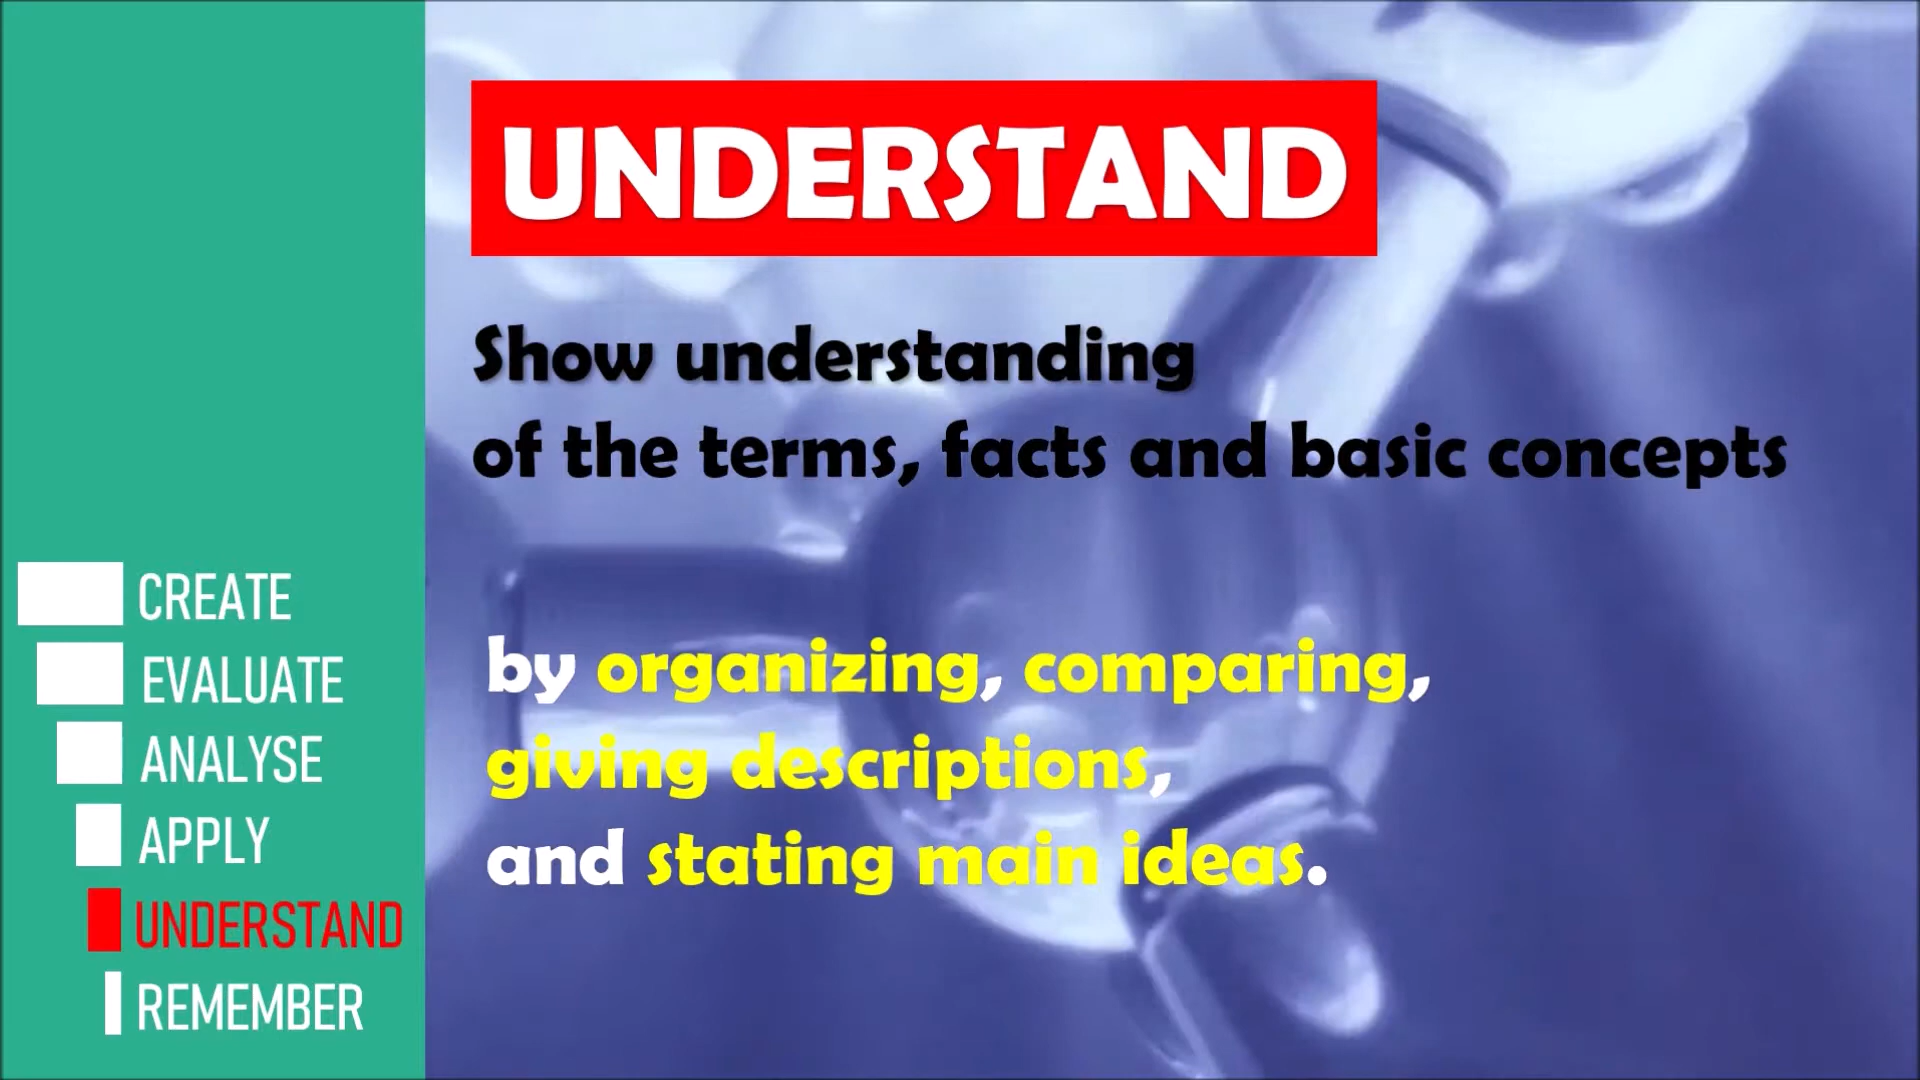 UNDERSTAND
Show understanding
of the terms, facts and basic concepts
by organizing, comparing,
giving descriptions,
and stating main ideas.
CREATE
EVALUATE
ANALYSE
APPLY
UNDERSTAND
REMEMBER